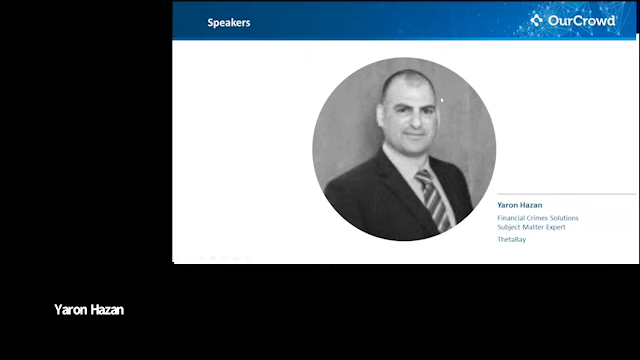 Speakers
OurCrowd
Yaron Hazan
Financial Crimes Solutions
Subject Matter Expert
ThetaRay
Yaron Hazan